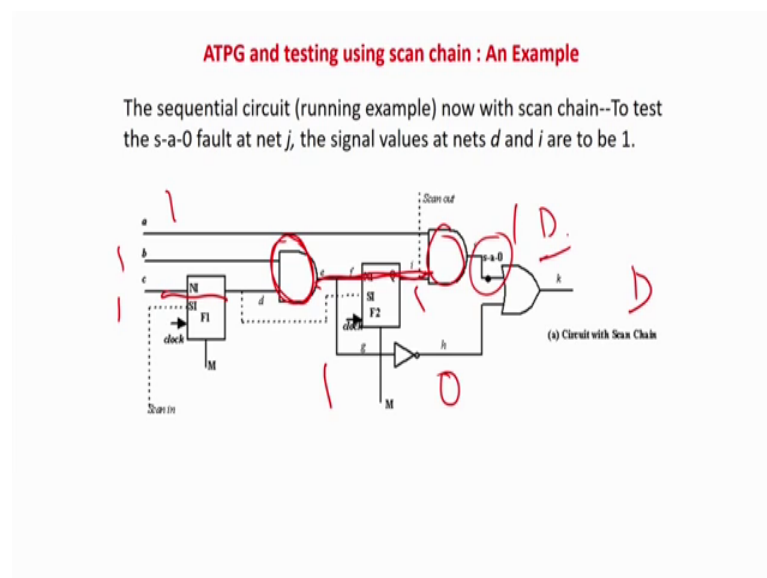 ATPG and testing using scan chain : An Example
The sequential circuit (running example) now with scan chain--To test
the s-a-0 fault at net j, the signal values at nets d and i are to be 1.
1
Scan out
a
1 D.
1
b
s-a-0
c
NI
e
f
i
k
D
1
SI
d
SI
1
F1
F2
(a) Circuit with Scan Chain
clock
clock
g
h
M
1
0
M
Scan in